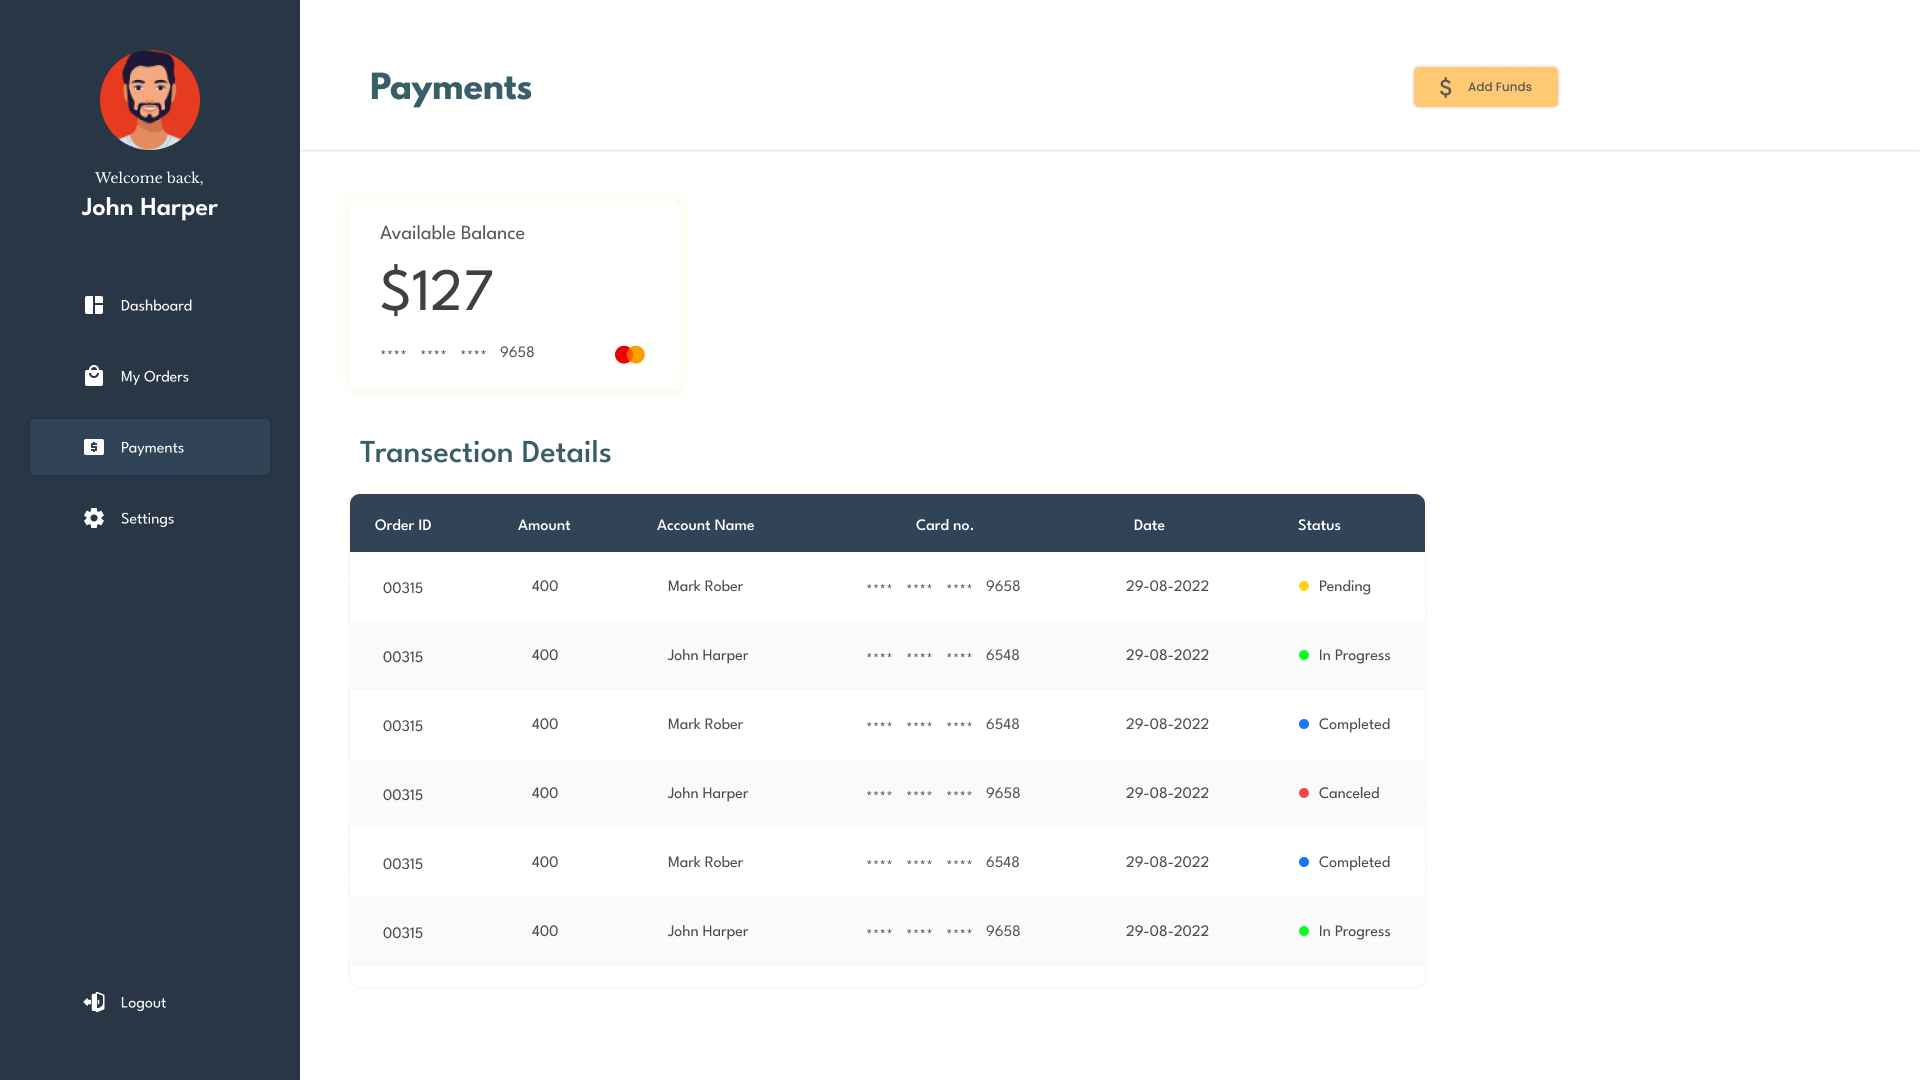 Payments
$ Add Funds
Welcome back,
John Harper
Dashboard
My Orders
Payments
Settings
Logout
Available Balance
$127
**** **** **** 9658
Transection Details
Order ID Amount Account Name Card no. Date Status
00315 400 Mark Rober **** **** **** 9658 29-08-2022 Pending
00315 400 John Harper **** **** **** 6548 29-08-2022 In Progress
00315 400 Mark Rober **** **** **** 6548 29-08-2022 Completed
00315 400 John Harper **** **** **** 9658 29-08-2022 Canceled
00315 400 Mark Rober **** **** **** 6548 29-08-2022 Completed
00315 400 John Harper **** **** **** 9658 29-08-2022 In Progress